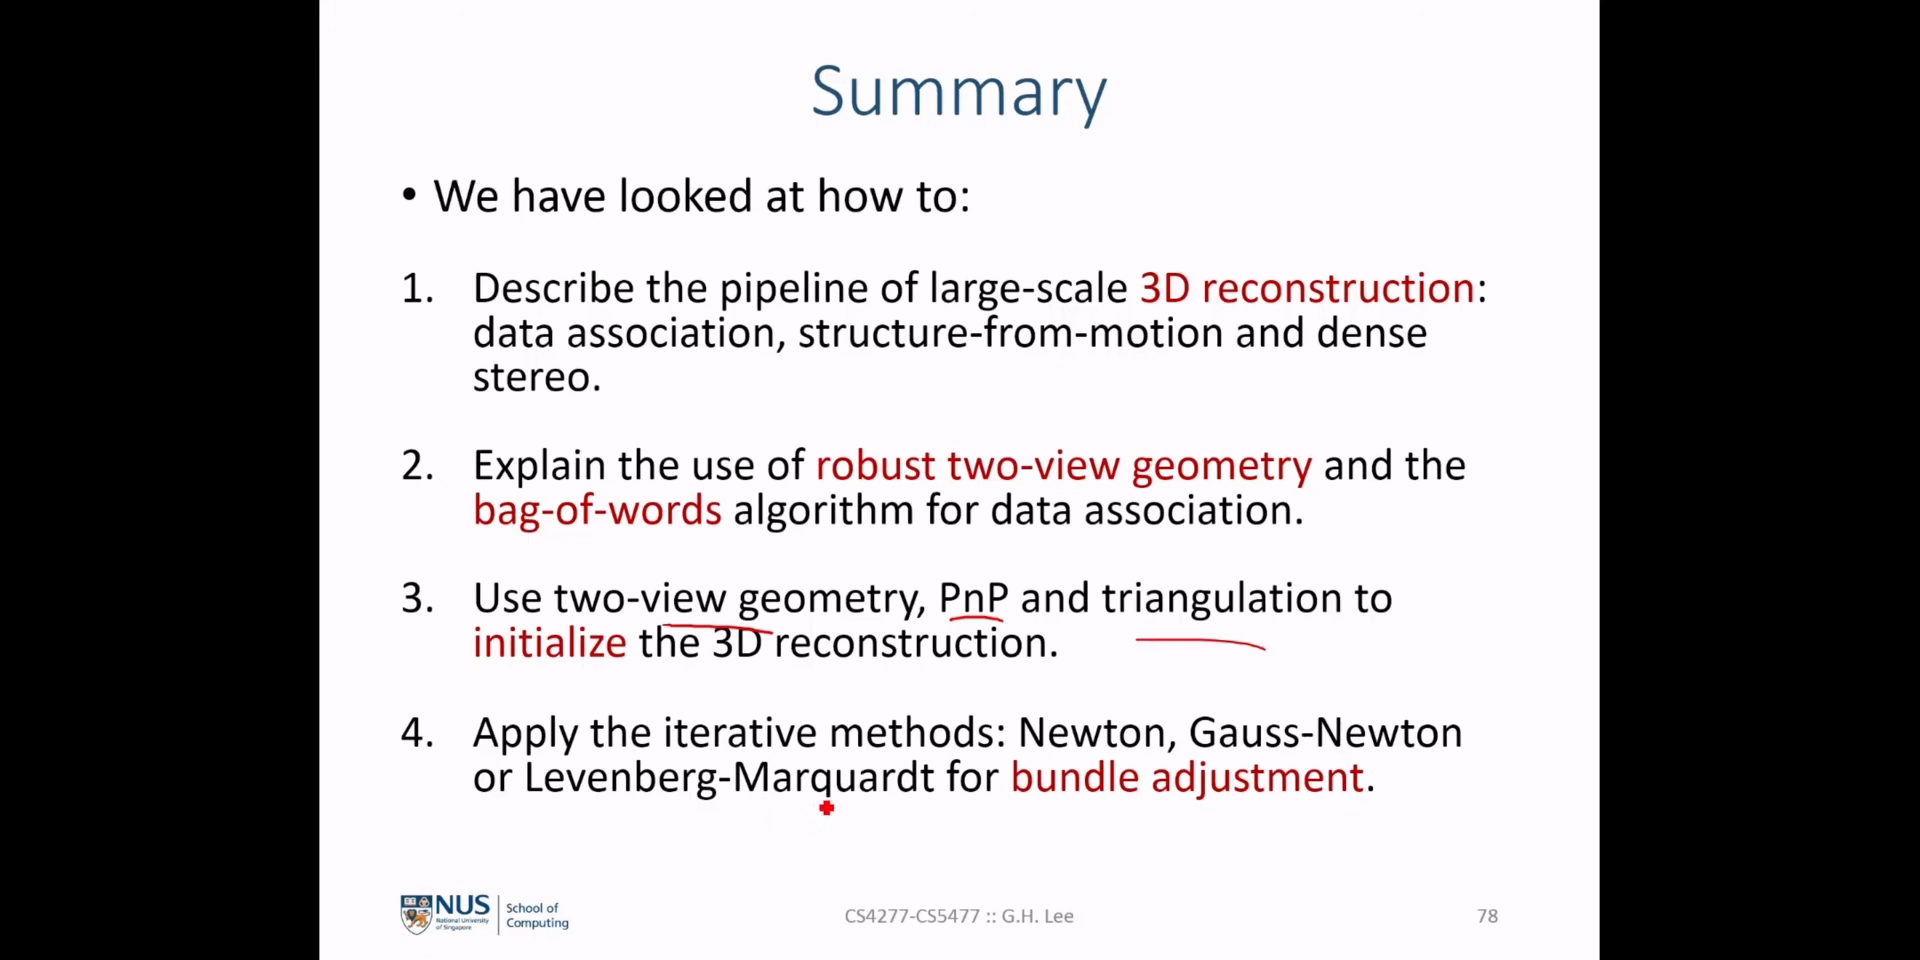 Summary
• We have looked at how to:
1. Describe the pipeline of large-scale 3D reconstruction:
data association, structure-from-motion and dense
stereo.
2. Explain the use of robust two-view geometry and the
bag-of-words algorithm for data association.
3. Use two-view geometry, PnP and triangulation to
initialize the 3D reconstruction.
4. Apply the iterative methods: Newton, Gauss-Newton
or Levenberg-Marquardt for bundle adjustment.
NUS
National University
of Singapore
School of
Computing
CS4277-CS5477 :: G.H. Lee
78